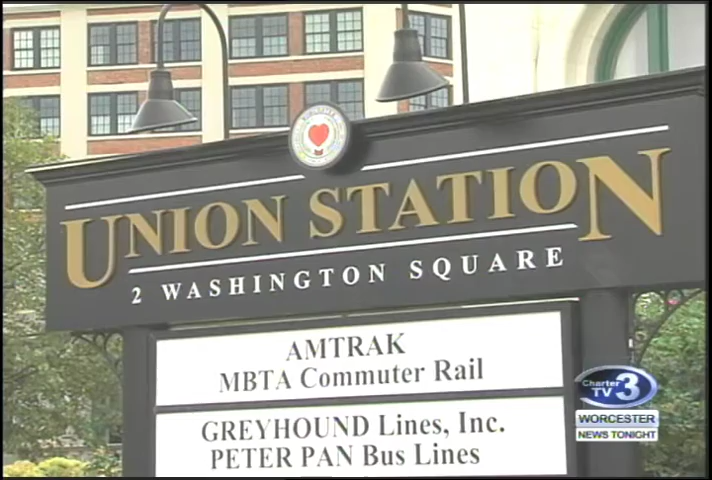 UNION STATION
2 WASHINGTON SQUARE
AMTRAK
MBTA Commuter Rail
GREYHOUND Lines, Inc.
PETER PAN Bus Lines
Charter
TV 3
WORCESTER
NEWS TONIGHT